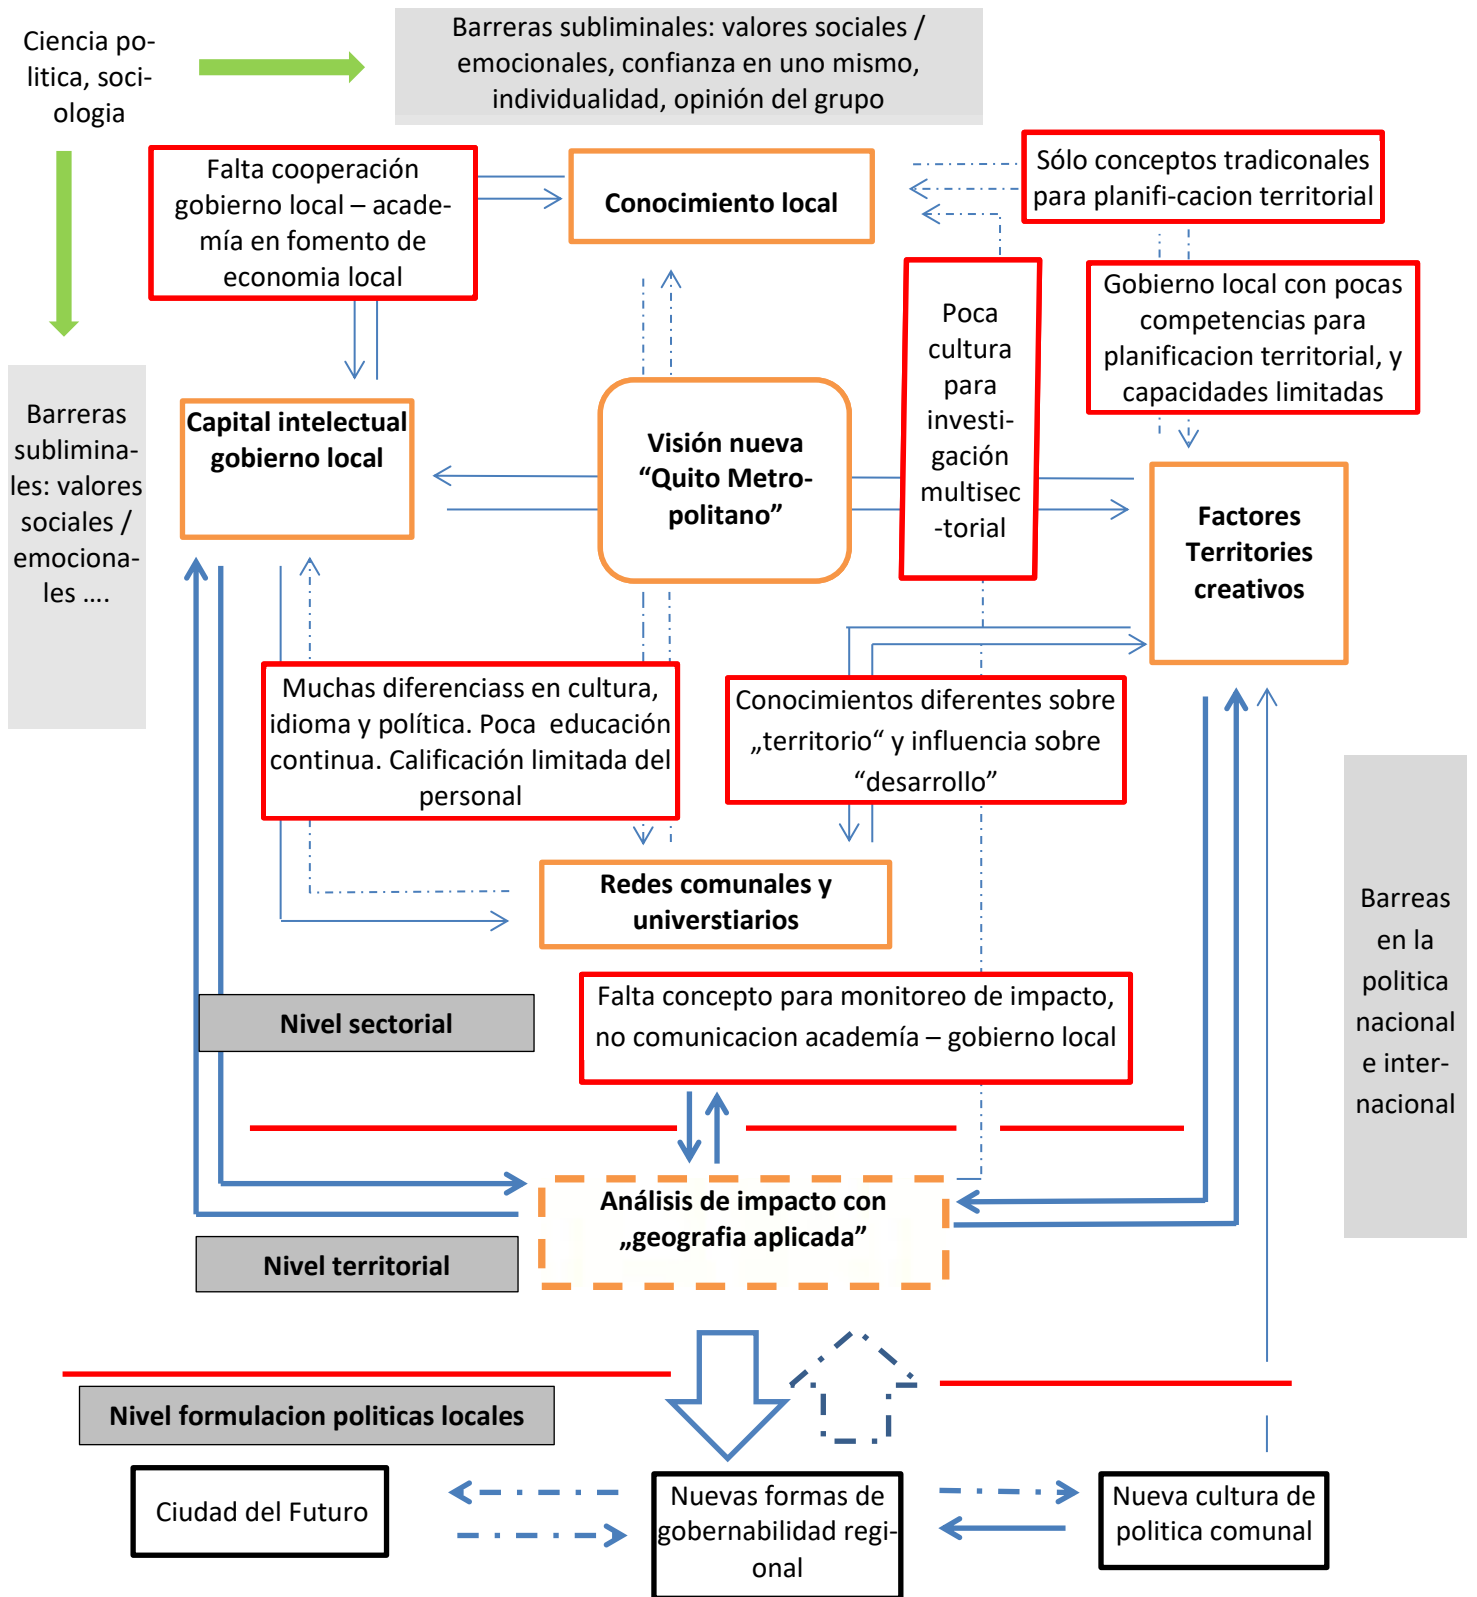 Ciencia po-
litica, soci-
ologia
Barreras subliminales: valores sociales /
emocionales, confianza en uno mismo,
individualidad, opinión del grupo
Falta cooperación
gobierno local – acade-
mía en fomento de
economia local
Conocimiento local
Sólo conceptos tradiconales
para planifi-cacion territorial
Poca
cultura
para
investi-
gación
multisec
-torial
Gobierno local con pocas
competencias para
planificacion territorial, y
capacidades limitadas
Barreras
sublimina-
les: valores
sociales /
emociona-
les ….
Capital intelectual
gobierno local
Visión nueva
“Quito Metro-
politano”
Factores
Territories
creativos
Muchas diferenciass en cultura,
idioma y política. Poca  educación
continua. Calificación limitada del
personal
Conocimientos diferentes sobre
„territorio“ y influencia sobre
“desarrollo”
Redes comunales y
universtiarios
Barreas
en la
politica
nacional
e inter-
nacional
Nivel sectorial
Falta concepto para monitoreo de impacto,
no comunicacion academía – gobierno local
Análisis de impacto con
„geografia aplicada”
Nivel territorial
Nivel formulacion politicas locales
Ciudad del Futuro
Nuevas formas de
gobernabilidad regi-
onal
Nueva cultura de
politica comunal